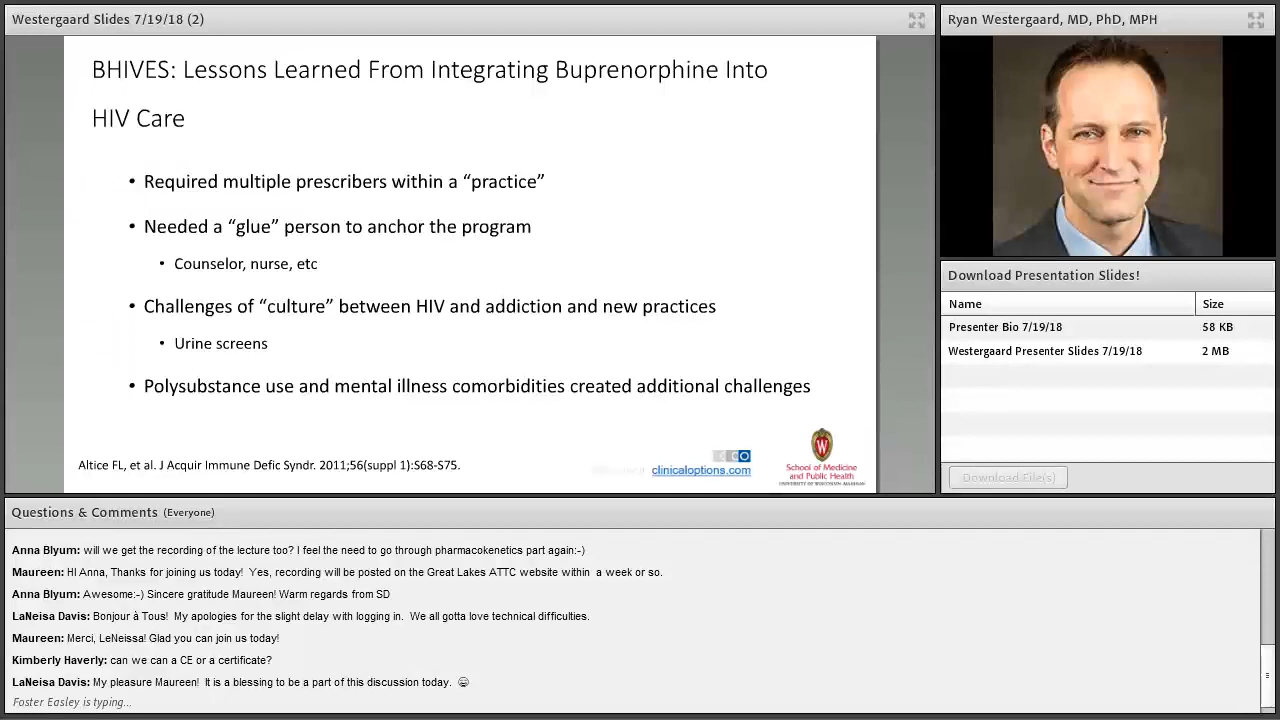 Westergaard Slides 7/19/18 (2)
BHIVES: Lessons Learned From Integrating Buprenorphine Into
HIV Care
• Required multiple prescribers within a “practice”
• Needed a “glue” person to anchor the program
• Counselor, nurse, etc
• Challenges of “culture” between HIV and addiction and new practices
• Urine screens
• Polysubstance use and mental illness comorbidities created additional challenges
Altice FL, et al. J Acquir Immune Defic Syndr. 2011;56(suppl 1):S68-S75.
CCO
clinicaloptions.com
W
School of Medicine
and Public Health
UNIVERSITY OF WISCONSIN-MADISON
Ryan Westergaard, MD, PhD, MPH
Download Presentation Slides!
Name Size
Presenter Bio 7/19/18 58 KB
Westergaard Presenter Slides 7/19/18 2 MB
Download File(s)
Questions & Comments (Everyone)
Anna Blyum: will we get the recording of the lecture too? I feel the need to go through pharmacokenetics part again:-)
Maureen: HI Anna, Thanks for joining us today! Yes, recording will be posted on the Great Lakes ATTC website within a week or so.
Anna Blyum: Awesome:-) Sincere gratitude Maureen! Warm regards from SD
LaNeisa Davis: Bonjour à Tous! My apologies for the slight delay with logging in. We all gotta love technical difficulties.
Maureen: Merci, LeNeissa! Glad you can join us today!
Kimberly Haverly: can we can a CE or a certificate?
LaNeisa Davis: My pleasure Maureen! It is a blessing to be a part of this discussion today. 😁
Foster Easley is typing...